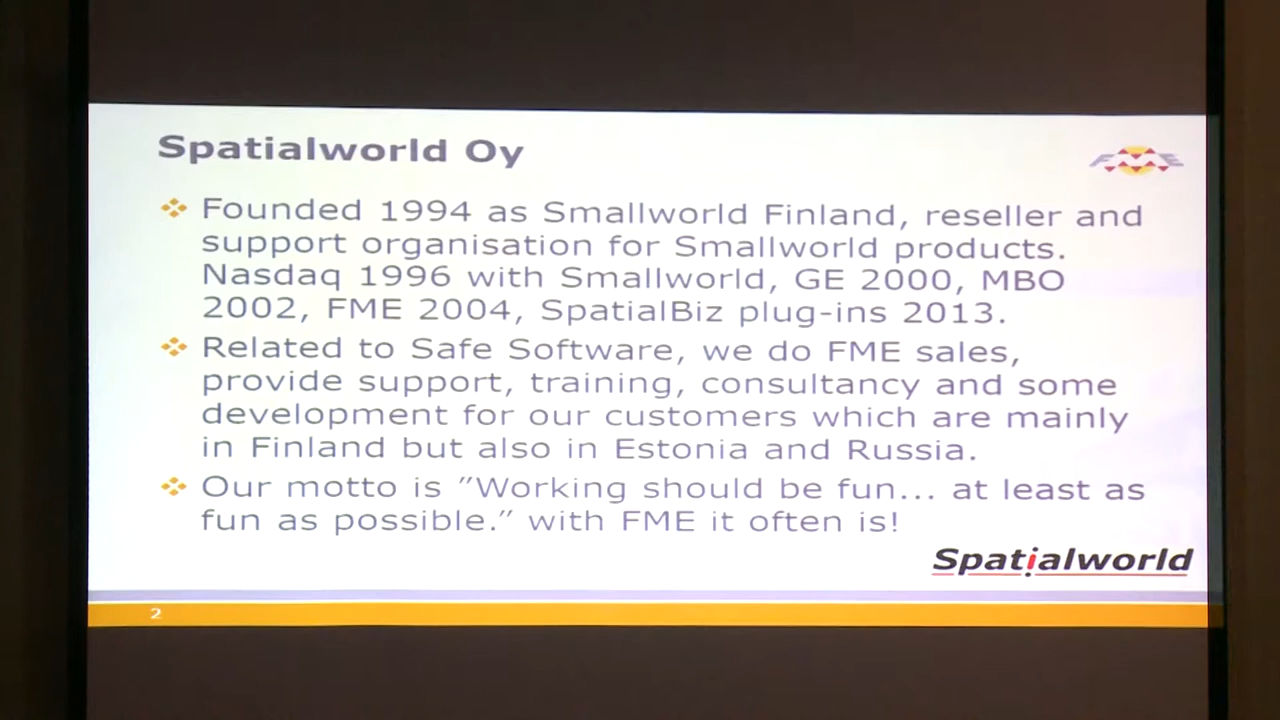 Spatialworld Oy
FME
Founded 1994 as Smallworld Finland, reseller and
support organisation for Smallworld products.
Nasdaq 1996 with Smallworld, GE 2000, MBO
2002, FME 2004, SpatialBiz plug-ins 2013.
Related to Safe Software, we do FME sales,
provide support, training, consultancy and some
development for our customers which are mainly
in Finland but also in Estonia and Russia.
Our motto is ”Working should be fun... at least as
fun as possible.” with FME it often is!
Spatialworld
2